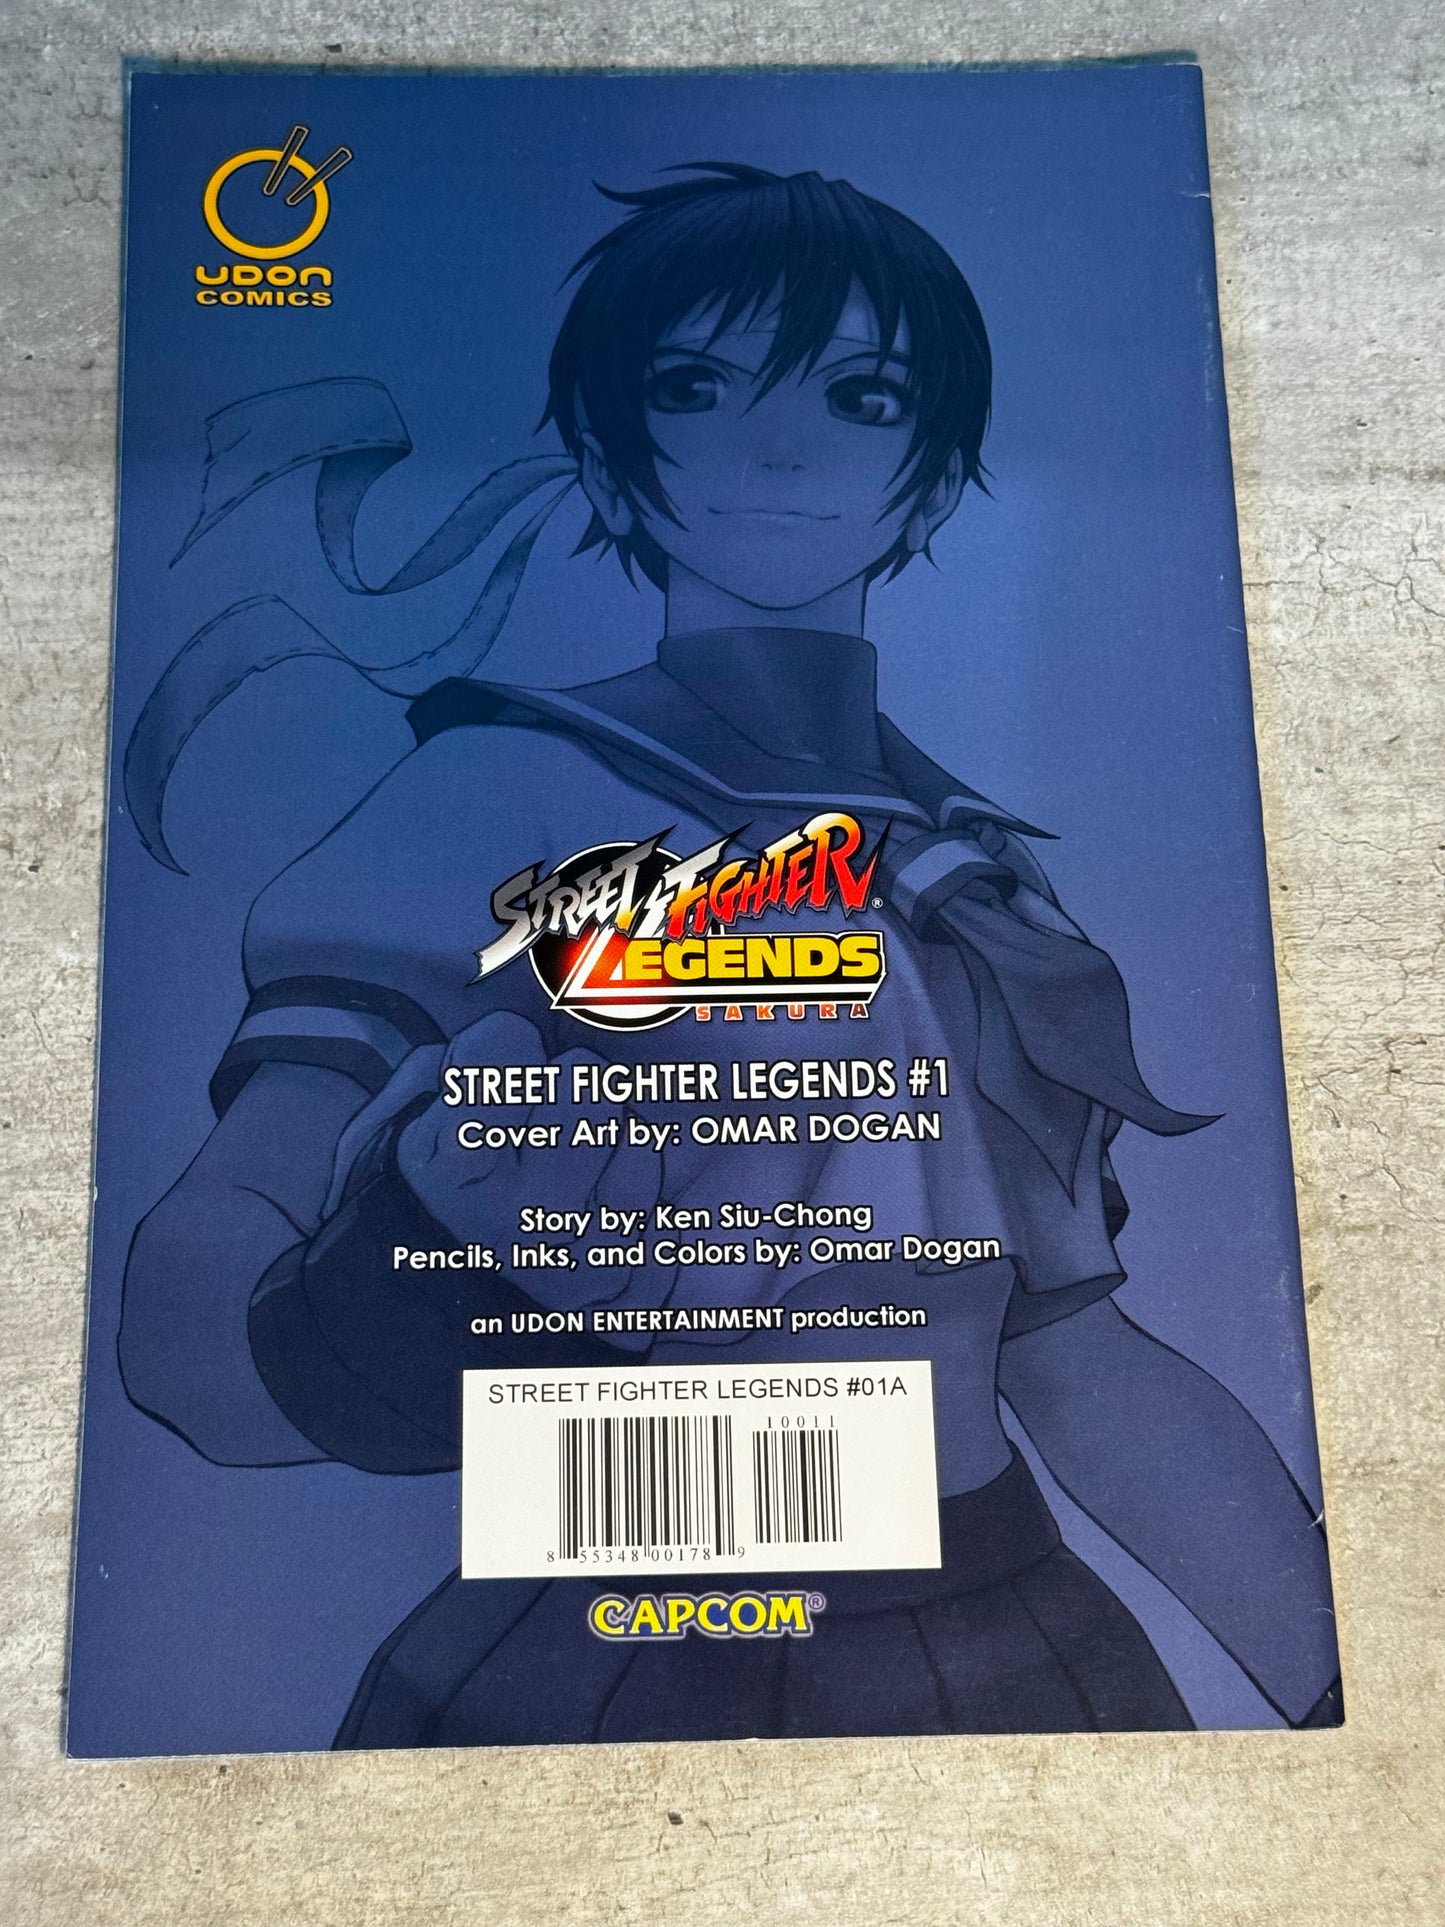 UDON
COMICS
STREET FIGHTER®
LEGENDS
SAKURA
STREET FIGHTER LEGENDS #1
Cover Art by: OMAR DOGAN
Story by: Ken Siu-Chong
Pencils, Inks, and Colors by: Omar Dogan
an UDON ENTERTAINMENT production
STREET FIGHTER LEGENDS #01A
10011
8 55348 00178 9
CAPCOM®